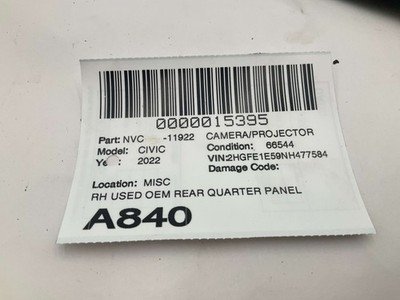 0000015395
Part: NVC -11922 CAMERA/PROJECTOR
Model: CIVIC Condition: 66544
Year: 2022 VIN:2HGFE1E59NH477584
Damage Code:
Location: MISC
RH USED OEM REAR QUARTER PANEL
A840